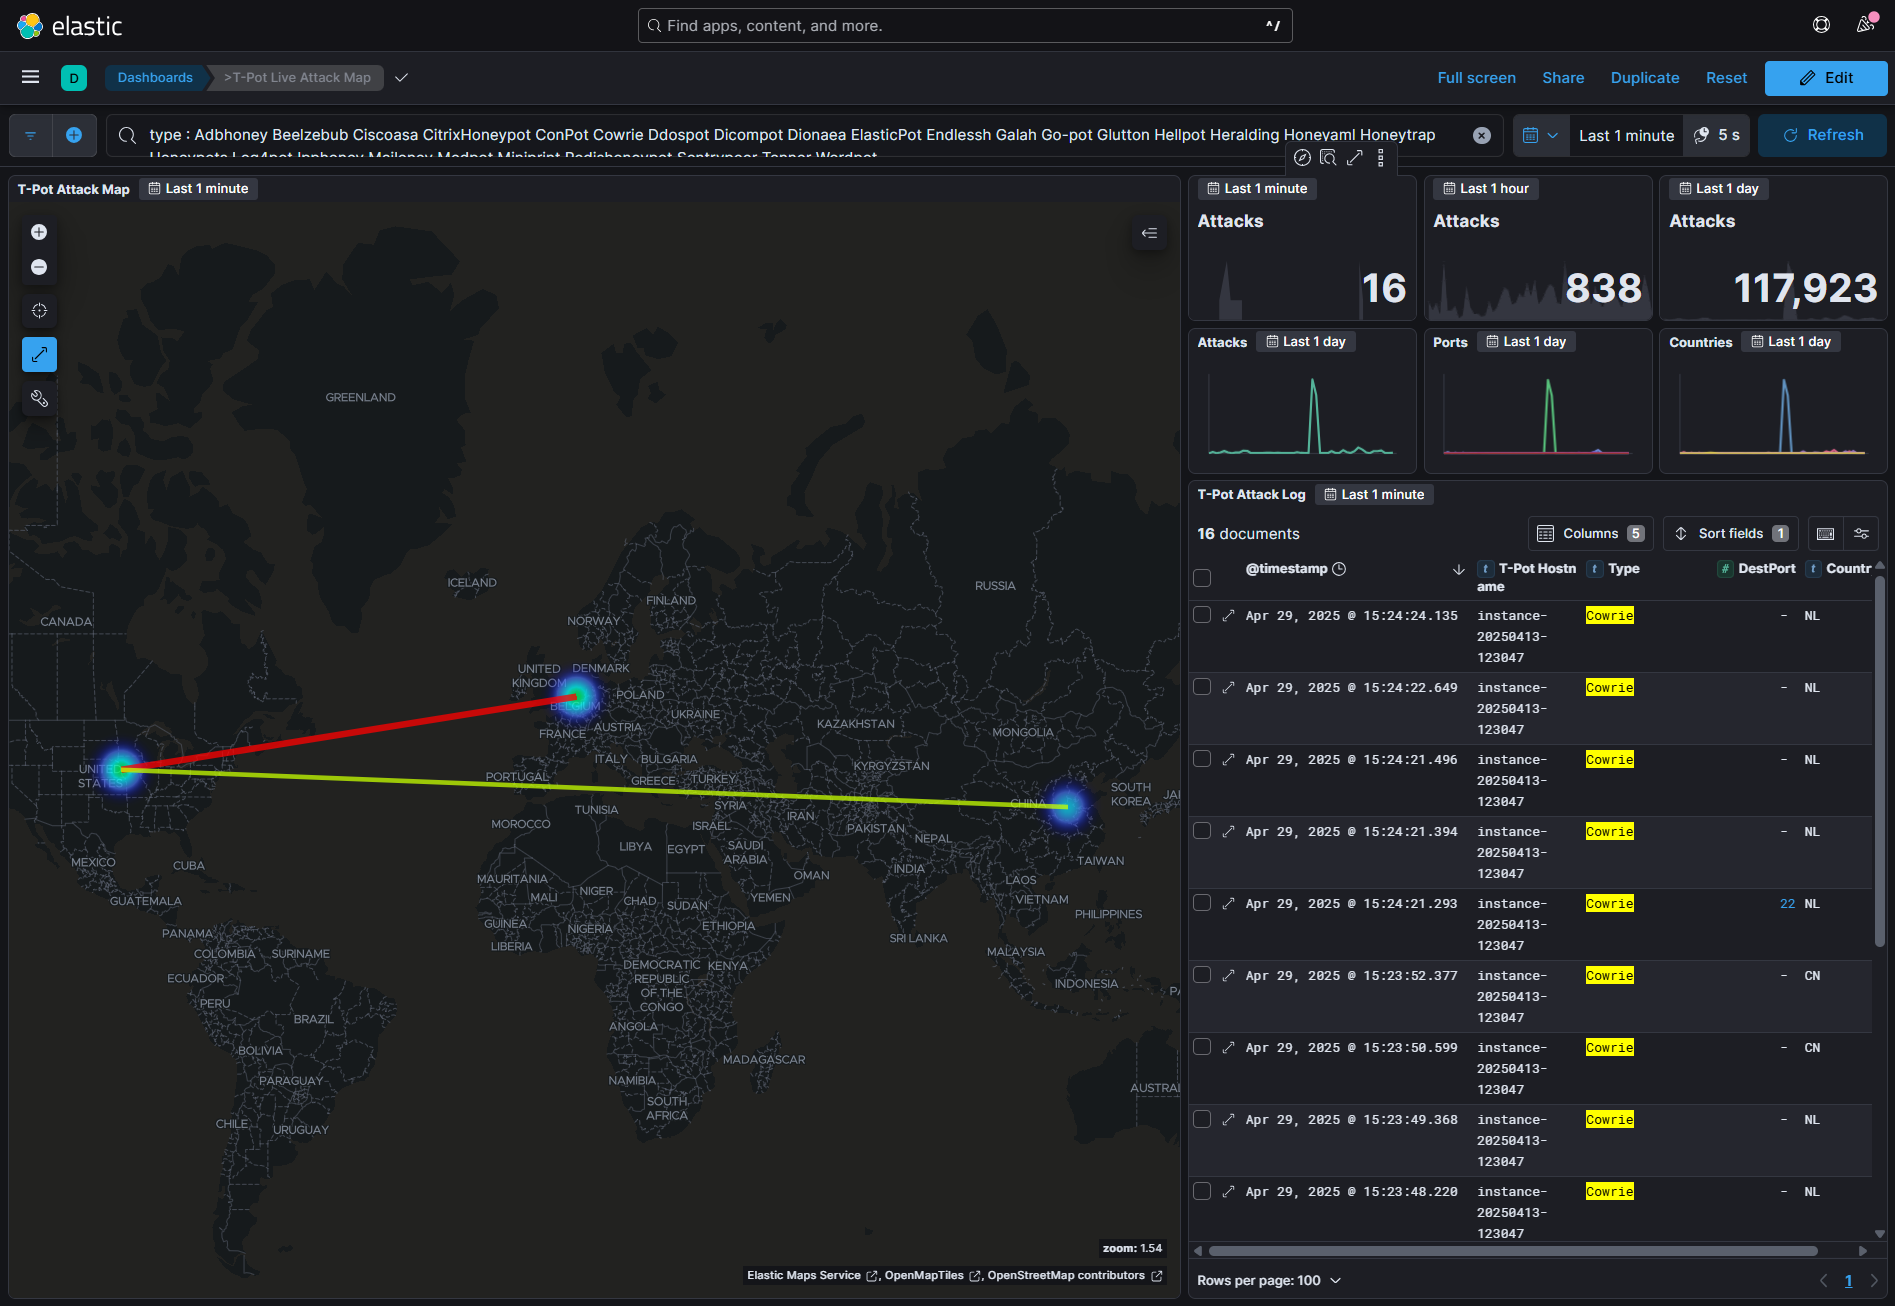 elastic
Find apps, content, and more.
^/
D
Dashboards
>T-Pot Live Attack Map
Full screen
Share
Duplicate
Reset
Edit
type : Adbhoney Beelzebub Ciscoasa CitrixHoneypot ConPot Cowrie Ddospot Dicompot Dionaea ElasticPot Endlessh Galah Go-pot Glutton Hellpot Heralding Honeyaml Honeytrap
Last 1 minute
5 s
Refresh
T-Pot Attack Map
Last 1 minute
GREENLAND
ICELAND
FINLAND
RUSSIA
NORWAY
CANADA
UNITED KINGDOM
DENMARK
POLAND
BELGIUM
UKRAINE
FRANCE
AUSTRIA
KAZAKHSTAN
MONGOLIA
ITALY
BULGARIA
KYRGYZSTAN
UNITED STATES
PORTUGAL
GREECE
TURKEY
SOUTH KOREA
JA
TUNISIA
SYRIA
CHINA
MOROCCO
ISRAEL
IRAN
PAKISTAN
NEPAL
LIBYA
EGYPT
SAUDI ARABIA
TAIWAN
MEXICO
CUBA
INDIA
MAURITANIA
OMAN
LAOS
GUATEMALA
MALI
NIGER
CHAD
SUDAN
YEMEN
VIETNAM
PHILIPPINES
GUINEA
NIGERIA
ETHIOPIA
PANAMA
LIBERIA
SRI LANKA
MALAYSIA
COLOMBIA
SURINAME
DEMOCRATIC REPUBLIC OF THE CONGO
KENYA
ECUADOR
INDONESIA
PA
PERU
BRAZIL
ANGOLA
BOLIVIA
MADAGASCAR
PARAGUAY
NAMIBIA
AUSTRAL
SOUTH AFRICA
CHILE
URUGUAY
zoom: 1.54
Elastic Maps Service , OpenMapTiles , OpenStreetMap contributors
Last 1 minute
Attacks
16
Last 1 hour
Attacks
838
Last 1 day
Attacks
117,923
Attacks
Last 1 day
Ports
Last 1 day
Countries
Last 1 day
T-Pot Attack Log
Last 1 minute
16 documents
Columns 5
Sort fields 1
@timestamp
t T-Pot Hostn
ame
t Type
# DestPort
t Countr
Apr 29, 2025 @ 15:24:24.135 instance- Cowrie - NL
20250413-
123047
Apr 29, 2025 @ 15:24:22.649 instance- Cowrie - NL
20250413-
123047
Apr 29, 2025 @ 15:24:21.496 instance- Cowrie - NL
20250413-
123047
Apr 29, 2025 @ 15:24:21.394 instance- Cowrie - NL
20250413-
123047
Apr 29, 2025 @ 15:24:21.293 instance- Cowrie 22 NL
20250413-
123047
Apr 29, 2025 @ 15:23:52.377 instance- Cowrie - CN
20250413-
123047
Apr 29, 2025 @ 15:23:50.599 instance- Cowrie - CN
20250413-
123047
Apr 29, 2025 @ 15:23:49.368 instance- Cowrie - NL
20250413-
123047
Apr 29, 2025 @ 15:23:48.220 instance- Cowrie - NL
20250413-
123047
Rows per page: 100
1